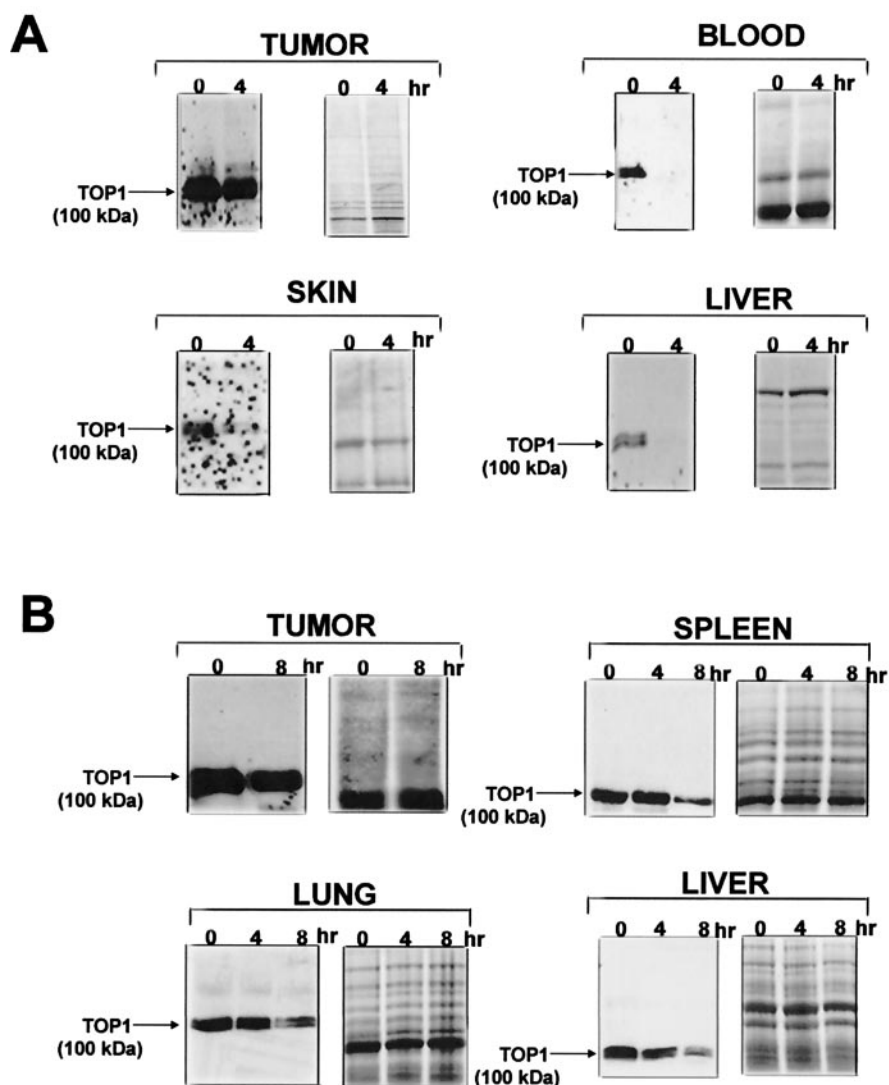 A
TUMOR
0 4 0 4 hr
TOP1
(100 kDa)
BLOOD
0 4 0 4 hr
TOP1
(100 kDa)
SKIN
0 4 0 4 hr
TOP1
(100 kDa)
LIVER
0 4 0 4 hr
TOP1
(100 kDa)
B
TUMOR
0 8 0 8 hr
TOP1
(100 kDa)
SPLEEN
0 4 8 hr 0 4 8 hr
TOP1
(100 kDa)
LUNG
0 4 8 hr 0 4 8 hr
TOP1
(100 kDa)
LIVER
0 4 8 hr 0 4 8 hr
TOP1
(100 kDa)